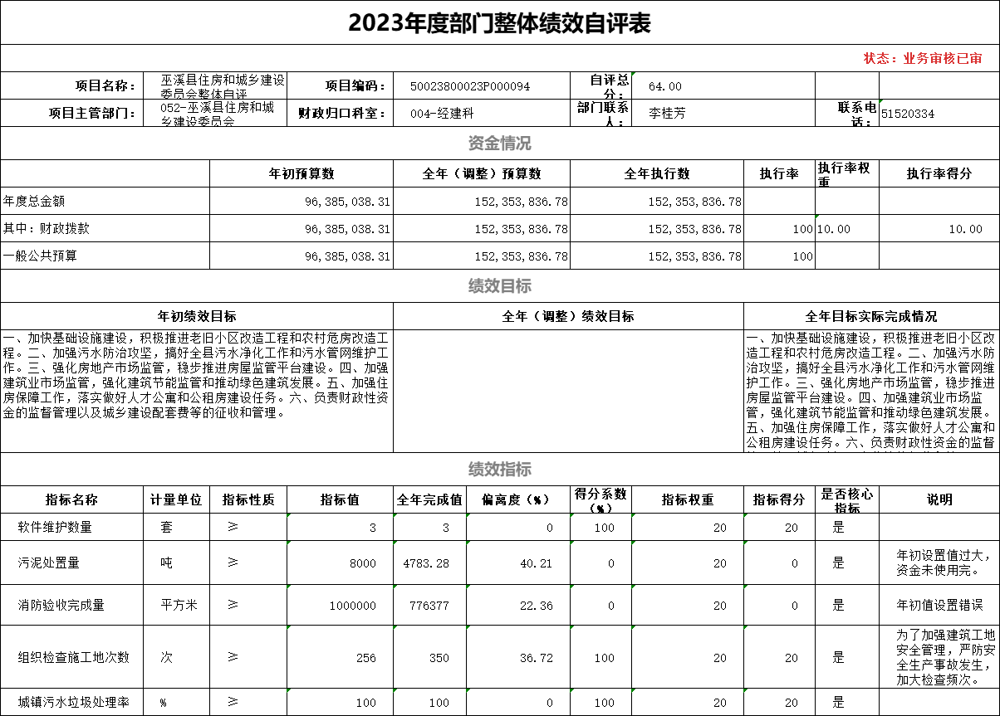 2023年度部门整体绩效自评表
状态：业务审核已审
项目名称： 巫溪县住房和城乡建设委员会整体自评 项目编码： 50023800023P000094 自评总分： 64.00
项目主管部门： 052-巫溪县住房和城乡建设委员会 财政归口科室： 004-经建科 部门联系人： 李桂芳 联系电话： 51520334
资金情况
年初预算数 全年（调整）预算数 全年执行数 执行率 执行率权重 执行率得分
年度总金额 96,385,038.31 152,353,836.78 152,353,836.78
其中：财政拨款 96,385,038.31 152,353,836.78 152,353,836.78 100 10.00 10.00
一般公共预算 96,385,038.31 152,353,836.78 152,353,836.78 100
绩效目标
年初绩效目标 全年（调整）绩效目标 全年目标实际完成情况
一、加快基础设施建设，积极推进老旧小区改造工程和农村危房改造工
程。二、加强污水防治攻坚，搞好全县污水净化工作和污水管网维护工
作。三、强化房地产市场监管，稳步推进房屋监管平台建设。四、加强
建筑业市场监管，强化建筑节能监管和推动绿色建筑发展。五、加强住
房保障工作，落实做好人才公寓和公租房建设任务。六、负责财政性资
金的监督管理以及城乡建设配套费等的征收和管理。
一、加快基础设施建设，积极推进老旧小区改
造工程和农村危房改造工程。二、加强污水防
治攻坚，搞好全县污水净化工作和污水管网维
护工作。三、强化房地产市场监管，稳步推进
房屋监管平台建设。四、加强建筑业市场监
管，强化建筑节能监管和推动绿色建筑发展。
五、加强住房保障工作，落实做好人才公寓和
公租房建设任务。六、负责财政性资金的监督
绩效指标
指标名称 计量单位 指标性质 指标值 全年完成值 偏离度（%） 得分系数（%） 指标权重 指标得分 是否核心指标 说明
软件维护数量 套 ≥ 3 3 0 100 20 20 是
污泥处置量 吨 ≥ 8000 4783.28 40.21 0 20 0 是 年初设置值过大，资金未使用完。
消防验收完成量 平方米 ≥ 1000000 776377 22.36 0 20 0 是 年初值设置错误
组织检查施工地次数 次 ≥ 256 350 36.72 100 20 20 是 为了加强建筑工地安全管理，严防安全生产事故发生，加大检查频次。
城镇污水垃圾处理率 % ≥ 100 100 0 100 20 20 是